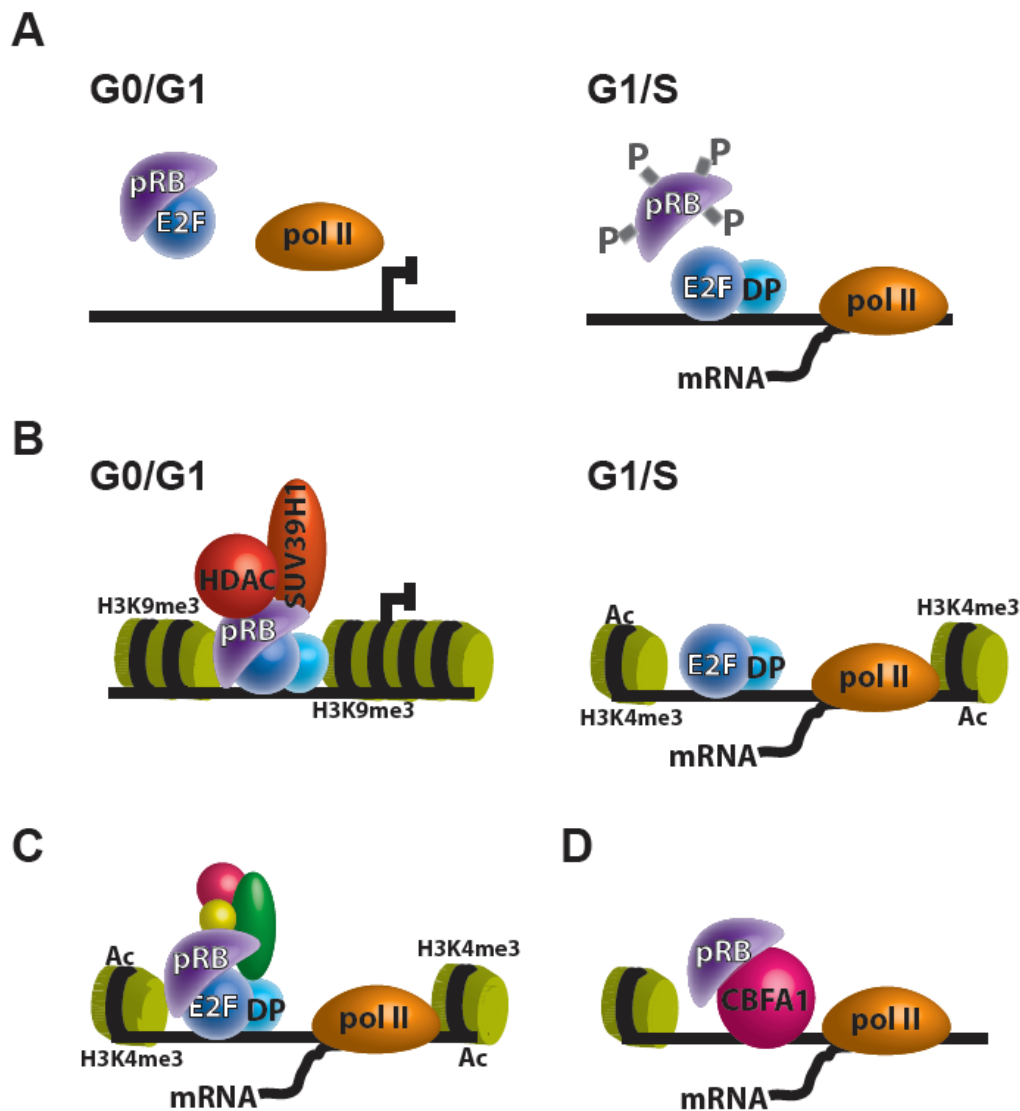 A
G0/G1
pRB
E2F
pol II
G1/S
P
P
pRB
P
P
E2F
DP
pol II
mRNA
B
G0/G1
SUV39H1
HDAC
H3K9me3
pRB
H3K9me3
G1/S
Ac
H3K4me3
E2F
DP
pol II
H3K4me3
Ac
mRNA
C
Ac
H3K4me3
pRB
E2F
DP
pol II
H3K4me3
Ac
mRNA
D
pRB
CBFA1
pol II
mRNA